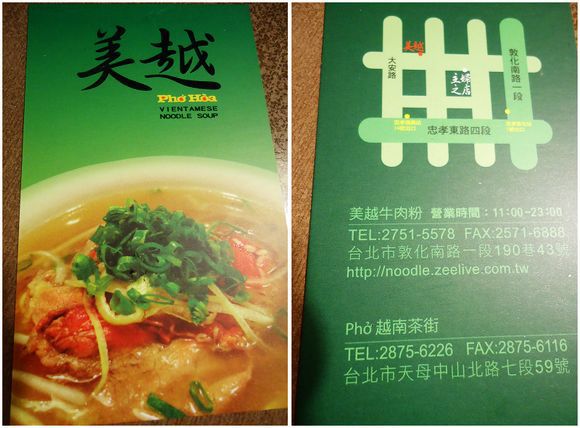 美越
Phở Hòa
VIENTAMESE
NOODLE SOUP
美越
大安路
敦化南路一段
忠孝東路四段
美越牛肉粉 營業時間：11:00-23:00
TEL:2751-5578 FAX:2571-6888
台北市敦化南路一段190巷43號
http://noodle.zeelive.com.tw
Phở 越南茶街
TEL:2875-6226 FAX:2875-6116
台北市天母中山北路七段59號